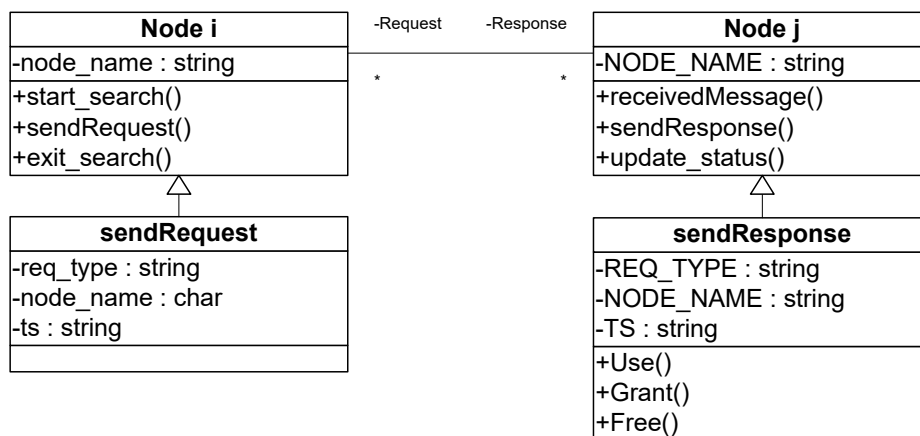 Node i
-node_name : string
+start_search()
+sendRequest()
+exit_search()
-Request
-Response
*
*
Node j
-NODE_NAME : string
+receivedMessage()
+sendResponse()
+update_status()
sendRequest
-req_type : string
-node_name : char
-ts : string
sendResponse
-REQ_TYPE : string
-NODE_NAME : string
-TS : string
+Use()
+Grant()
+Free()